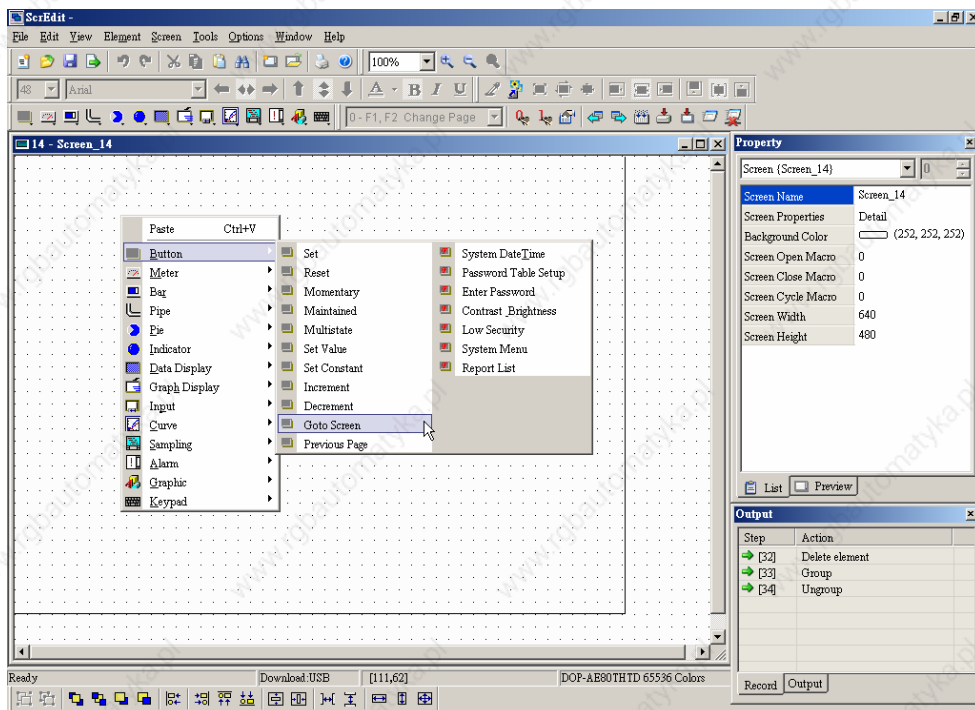 ScrEdit -
File Edit View Element Screen Tools Options Window Help
100%
48 Arial A B I U
0 - F1, F2 Change Page
14 - Screen_14
Paste Ctrl+V
Button
Meter
Bar
Pipe
Pie
Indicator
Data Display
Graph Display
Input
Curve
Sampling
Alarm
Graphic
Keypad
Set
Reset
Momentary
Maintained
Multistate
Set Value
Set Constant
Increment
Decrement
Goto Screen
Previous Page
System DateTime
Password Table Setup
Enter Password
Contrast_Brightness
Low Security
System Menu
Report List
Property
Screen {Screen_14} 0
Screen Name Screen_14
Screen Properties Detail
Background Color (252, 252, 252)
Screen Open Macro 0
Screen Close Macro 0
Screen Cycle Macro 0
Screen Width 640
Screen Height 480
List Preview
Output
Step Action
[32] Delete element
[33] Group
[34] Ungroup
Record Output
Ready Download:USB [111,62] DOP-AE80THTD 65536 Colors
www.rgbautomatyka.pl